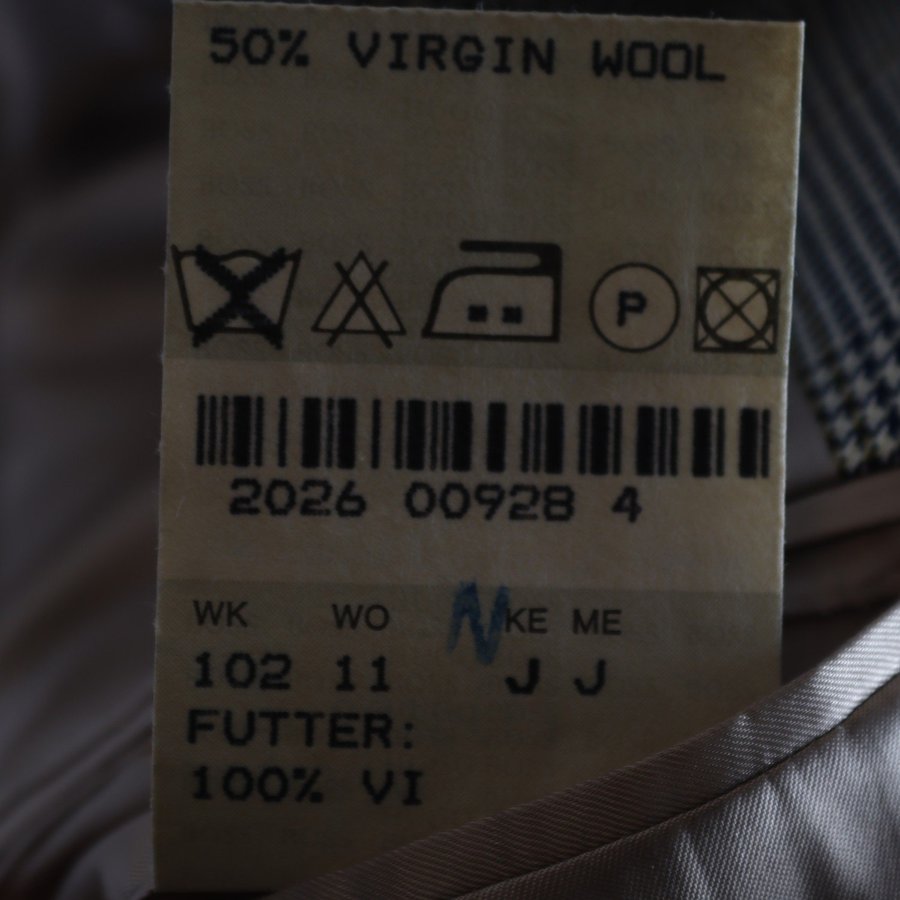 50% VIRGIN WOOL
P
2026 00928 4
WK WO N KE ME
102 11 J J
FUTTER:
100% VI